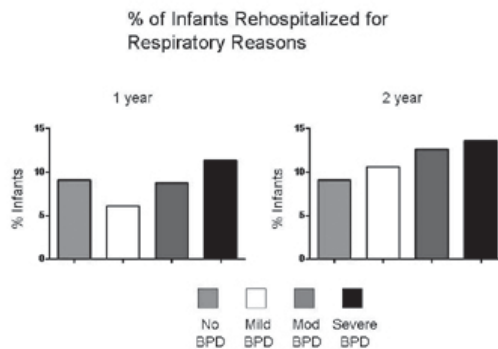 % of Infants Rehospitalized for
Respiratory Reasons
1 year
2 year
15
10
5
0
% Infants
15
10
5
0
% Infants
No BPD
Mild BPD
Mod BPD
Severe BPD